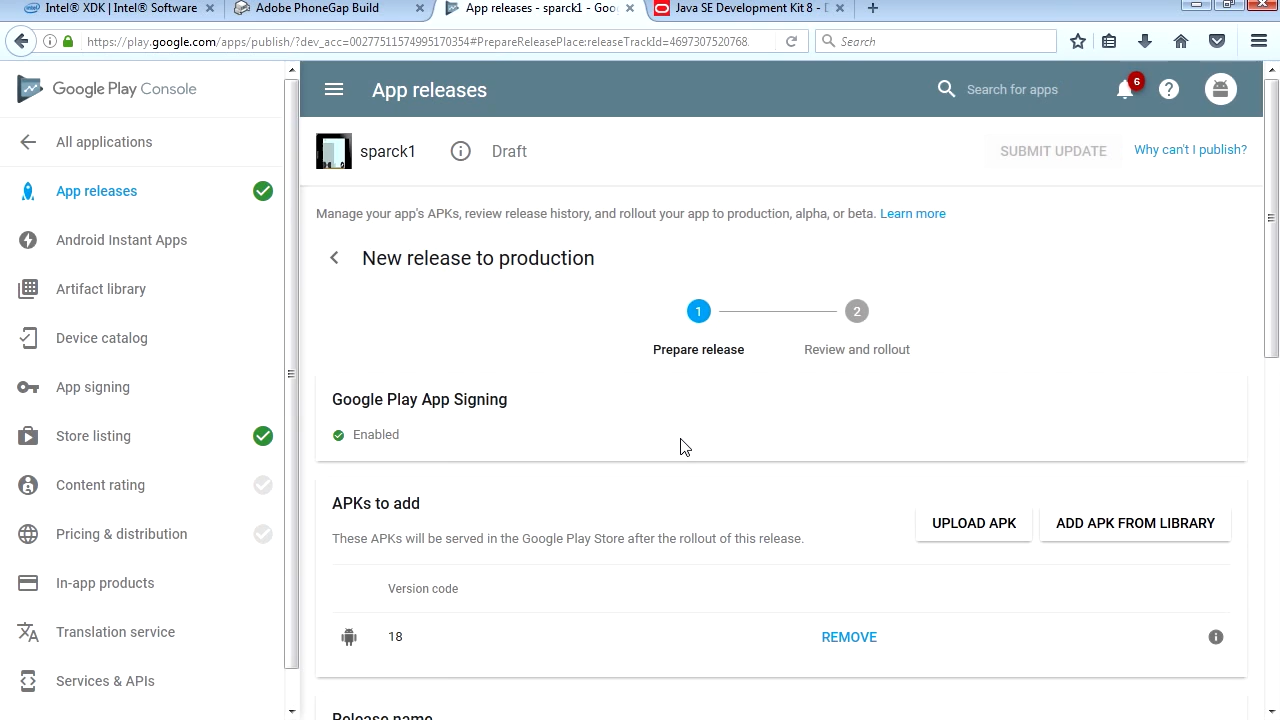 Intel® XDK | Intel® Software
Adobe PhoneGap Build
App releases - sparck1 - Goo
Java SE Development Kit 8 - D
https://play.google.com/apps/publish/?dev_acc=00277511574995170354#PrepareReleasePlace:releaseTrackId=4697307520768.
Search
Google Play Console
App releases
Search for apps
6
All applications
sparck1
Draft
SUBMIT UPDATE
Why can't I publish?
App releases
Android Instant Apps
Artifact library
Device catalog
App signing
Store listing
Content rating
Pricing & distribution
In-app products
Translation service
Services & APIs
Manage your app's APKs, review release history, and rollout your app to production, alpha, or beta. Learn more
New release to production
1
2
Prepare release
Review and rollout
Google Play App Signing
Enabled
APKs to add
UPLOAD APK
ADD APK FROM LIBRARY
These APKs will be served in the Google Play Store after the rollout of this release.
Version code
18
REMOVE
Release name